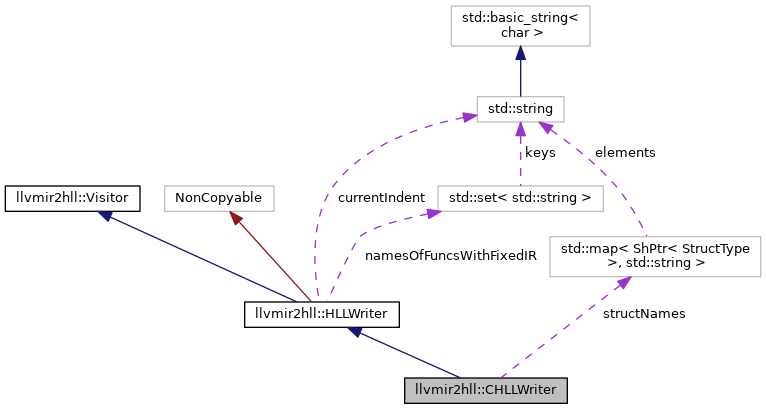 std::basic_string<
char >
std::string
keys
elements
llvmir2hll::Visitor
NonCopyable
currentIndent
std::set< std::string >
namesOfFuncsWithFixedIR
std::map< ShPtr< StructType
>, std::string >
llvmir2hll::HLLWriter
structNames
llvmir2hll::CHLLWriter